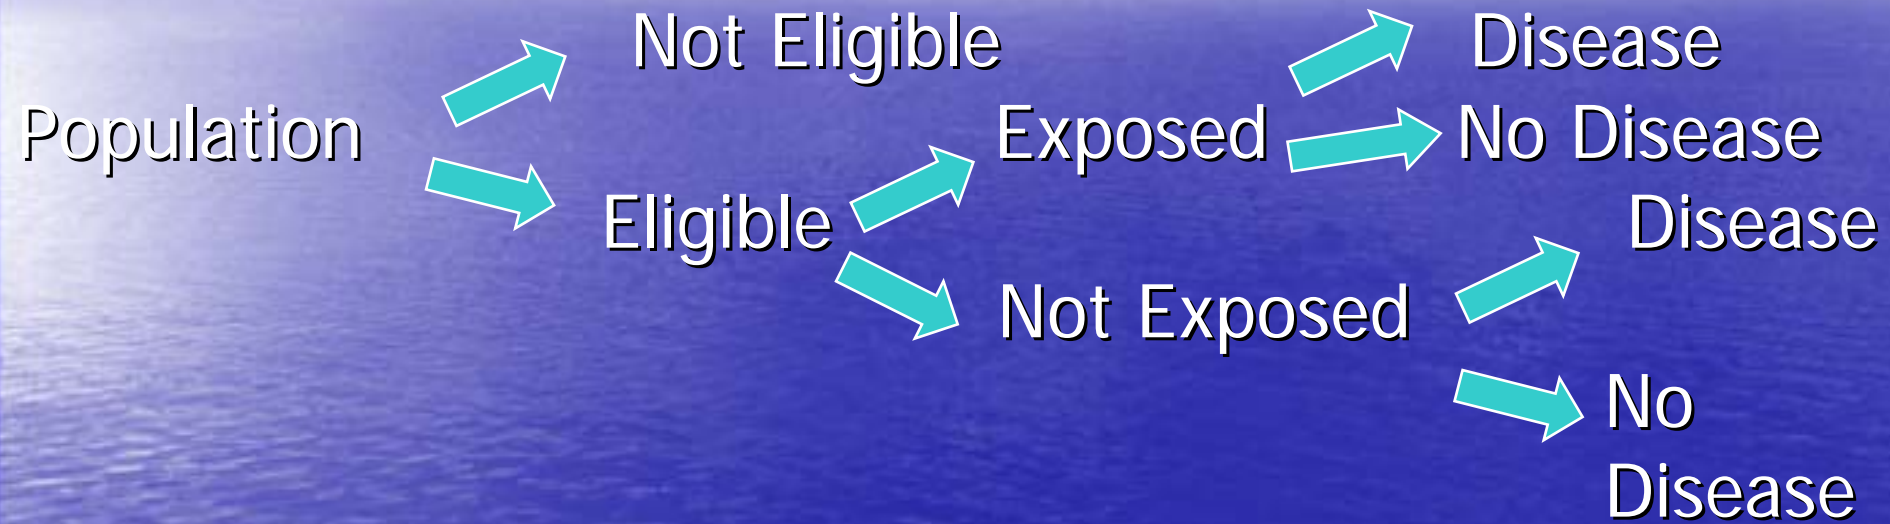 Not Eligible
Disease
Population
Exposed
No Disease
Eligible
Disease
Not Exposed
No
Disease